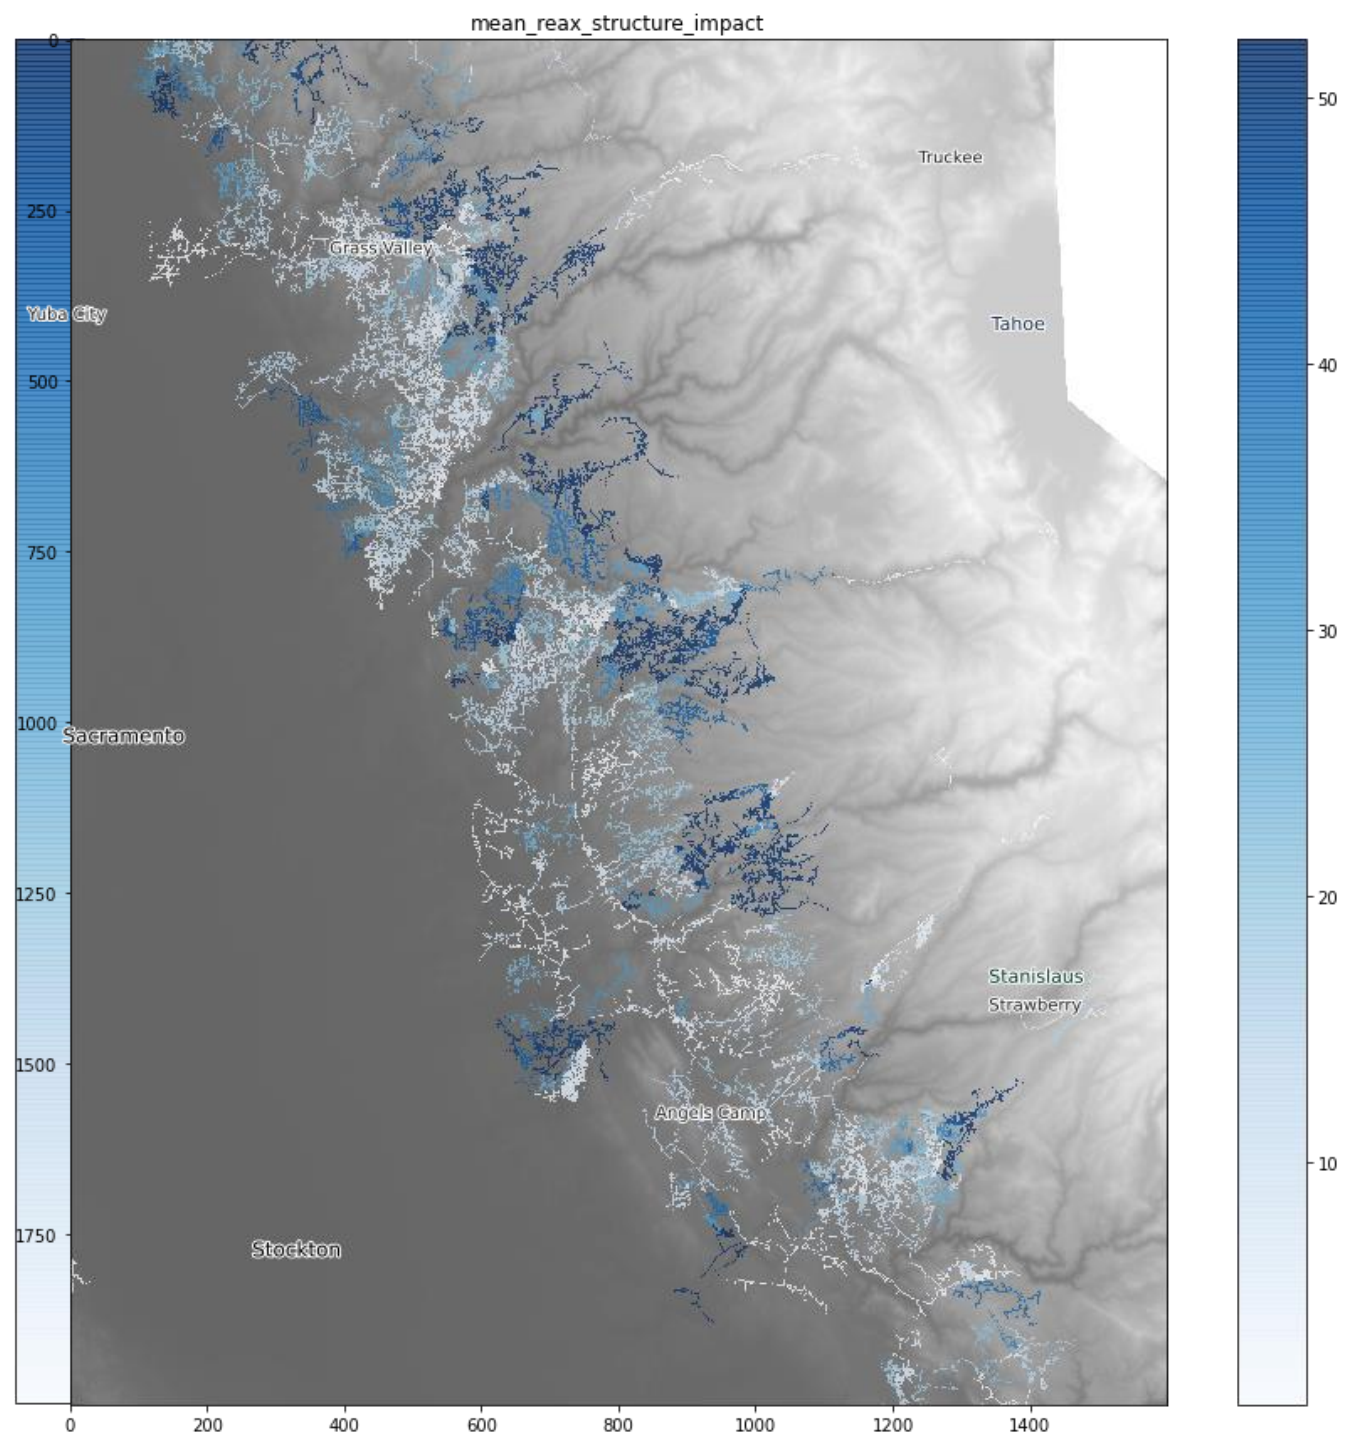 mean_reax_structure_impact
0
50
Truckee
250
Grass Valley
Yuba City
Tahoe
40
500
750
30
1000
Sacramento
1250
20
Stanislaus
Strawberry
1500
Angels Camp
10
1750
Stockton
0 200 400 600 800 1000 1200 1400